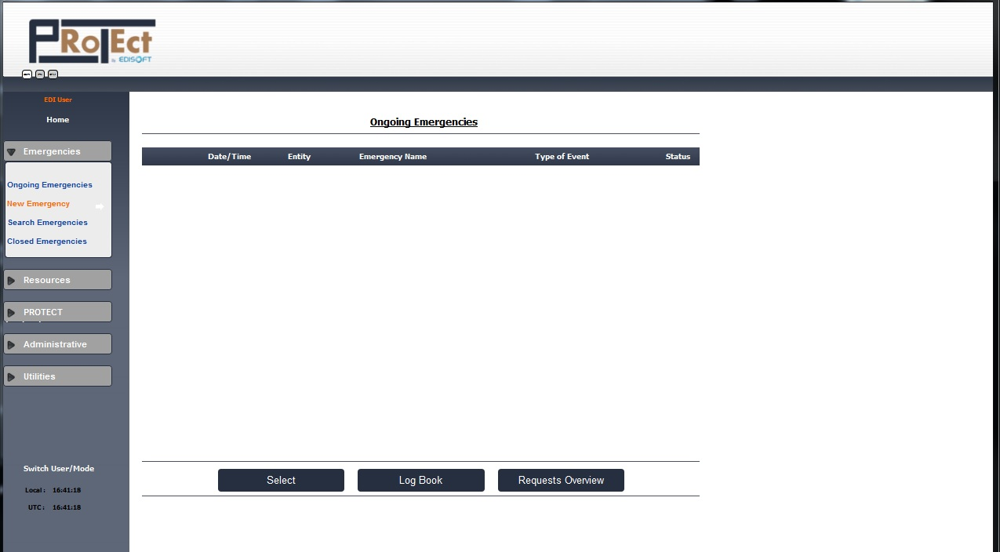 PRotEct
by EDISOFT
EDI User
Home
Emergencies
Ongoing Emergencies
New Emergency
Search Emergencies
Closed Emergencies
Resources
PROTECT
Administrative
Utilities
Switch User/Mode
Local : 16:41:18
UTC : 16:41:18
Ongoing Emergencies
Date/Time Entity Emergency Name Type of Event Status
Select Log Book Requests Overview